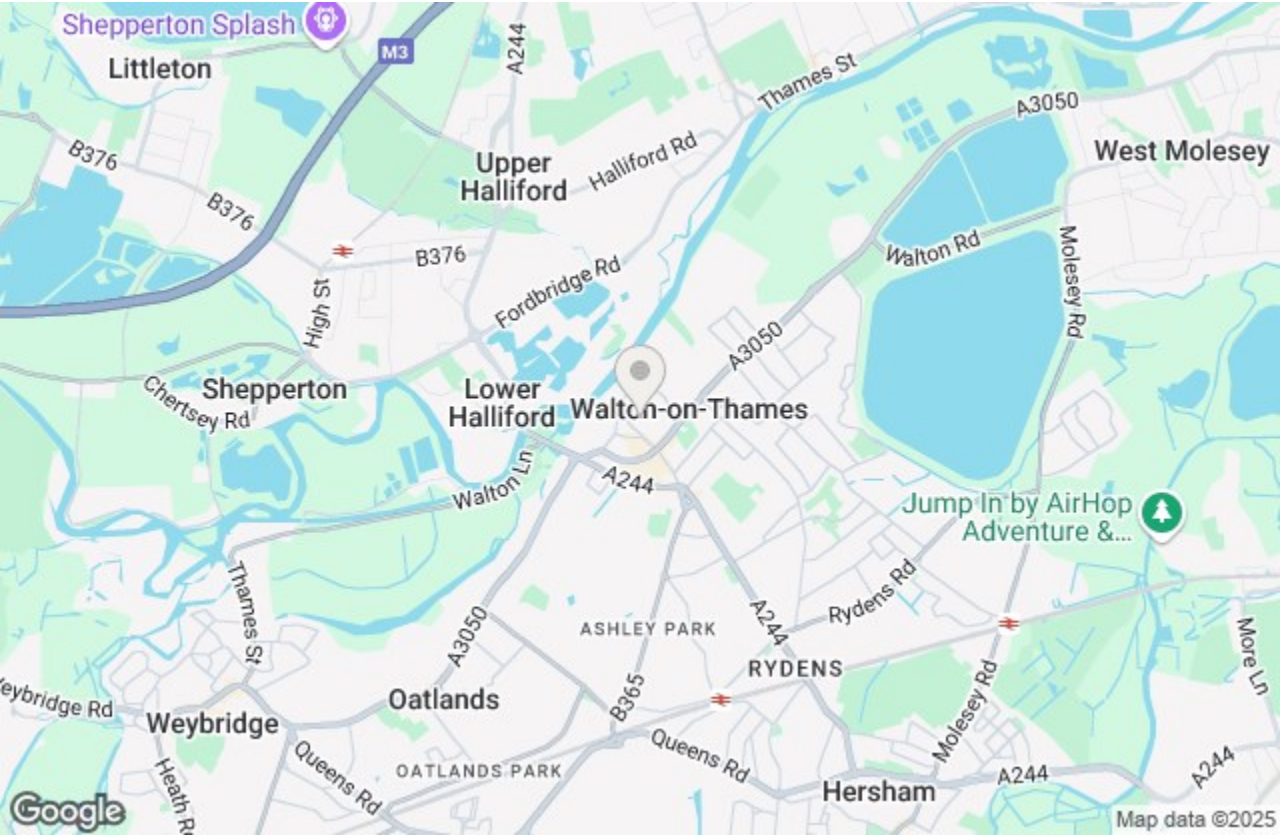 Shepperton Splash
Littleton
M3
A244
Thames St
A3050
B376
Upper
Halliford
Halliford Rd
West Molesey
B376
B376
Walton Rd
Molesey Rd
Fordbridge Rd
High St
A3050
Shepperton
Chertsey Rd
Lower
Halliford
Walton-on-Thames
Walton Ln
A244
Jump In by AirHop
Adventure &...
Thames St
A3050
ASHLEY PARK
A244
Rydens Rd
RYDENS
More Ln
Weybridge Rd
Weybridge
Oatlands
B365
Molesey Rd
Queens Rd
Queens Rd
OATLANDS PARK
Heath Rd
Hersham
A244
A244
Google
Map data ©2025